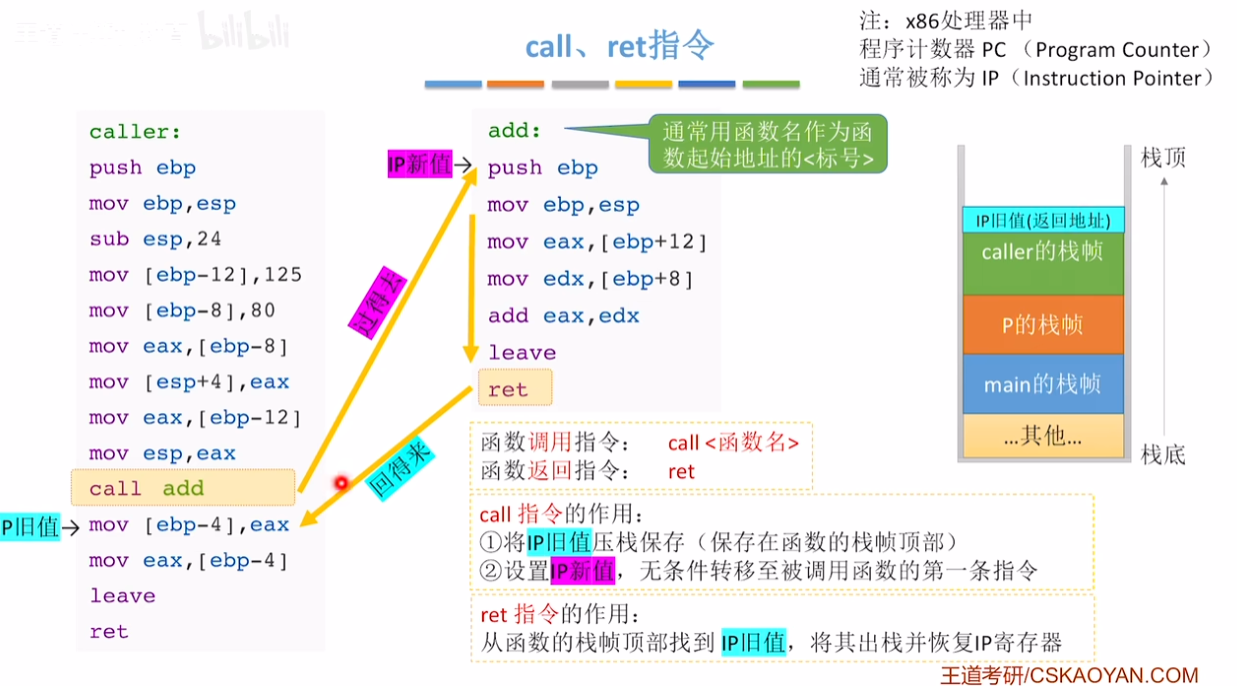 bilibili
call、ret指令
注：x86处理器中
程序计数器 PC （Program Counter）
通常被称为 IP（Instruction Pointer）
caller:
push ebp
mov ebp,esp
sub esp,24
mov [ebp-12],125
mov [ebp-8],80
mov eax,[ebp-8]
mov [esp+4],eax
mov eax,[ebp-12]
mov esp,eax
call add
P旧值→
mov [ebp-4],eax
mov eax,[ebp-4]
leave
ret
过得去
回得来
add:
通常用函数名作为函
数起始地址的<标号>
IP新值→
push ebp
mov ebp,esp
mov eax,[ebp+12]
mov edx,[ebp+8]
add eax,edx
leave
ret
栈顶
IP旧值(返回地址)
caller的栈帧
P的栈帧
main的栈帧
...其他...
栈底
函数调用指令： call <函数名>
函数返回指令： ret
call 指令的作用：
①将IP旧值压栈保存（保存在函数的栈帧顶部）
②设置IP新值，无条件转移至被调用函数的第一条指令
ret 指令的作用：
从函数的栈帧顶部找到 IP旧值，将其出栈并恢复IP寄存器
王道考研/CSKAOYAN.COM